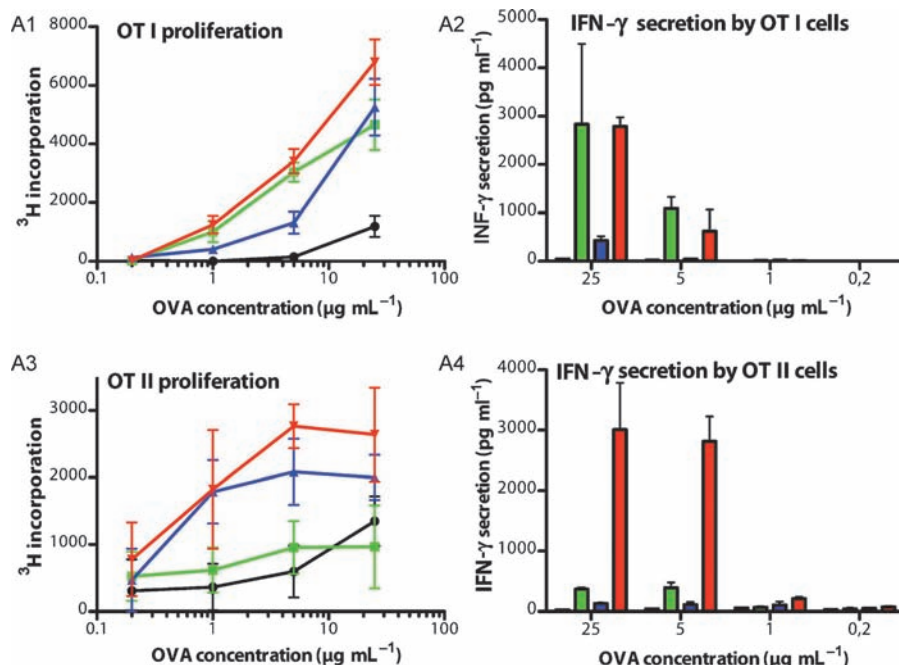 A1
OT I proliferation
8000
6000
4000
2000
0
³H incorporation
0.1
1
10
100
OVA concentration (µg mL⁻¹)
A2
IFN-γ secretion by OT I cells
5000
4000
3000
2000
1000
0
INF-γ secretion (pg ml⁻¹)
25
5
1
0,2
OVA concentration (µg mL⁻¹)
A3
OT II proliferation
3000
2000
1000
0
³H incorporation
0.1
1
10
100
OVA concentration (µg mL⁻¹)
A4
IFN-γ secretion by OT II cells
4000
3000
2000
1000
0
IFN-γ secretion (pg ml⁻¹)
25
5
1
0,2
OVA concentration (µg mL⁻¹)